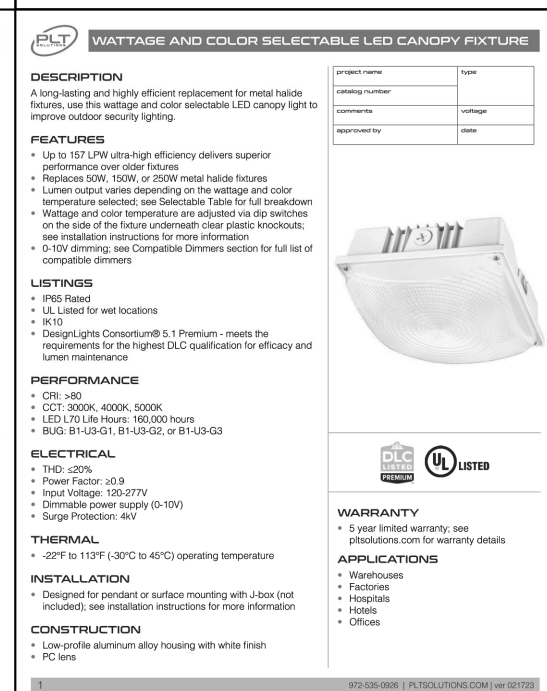 PLT
SOLUTIONS
WATTAGE AND COLOR SELECTABLE LED CANOPY FIXTURE
DESCRIPTION
A long-lasting and highly efficient replacement for metal halide
fixtures, use this wattage and color selectable LED canopy light to
improve outdoor security lighting.
FEATURES
• Up to 157 LPW ultra-high efficiency delivers superior
performance over older fixtures
• Replaces 50W, 150W, or 250W metal halide fixtures
• Lumen output varies depending on the wattage and color
temperature selected; see Selectable Table for full breakdown
• Wattage and color temperature are adjusted via dip switches
on the side of the fixture underneath clear plastic knockouts;
see installation instructions for more information
• 0-10V dimming; see Compatible Dimmers section for full list of
compatible dimmers
LISTINGS
• IP65 Rated
• UL Listed for wet locations
• IK10
• DesignLights Consortium® 5.1 Premium - meets the
requirements for the highest DLC qualification for efficacy and
lumen maintenance
PERFORMANCE
• CRI: >80
• CCT: 3000K, 4000K, 5000K
• LED L70 Life Hours: 160,000 hours
• BUG: B1-U3-G1, B1-U3-G2, or B1-U3-G3
ELECTRICAL
• THD: ≤20%
• Power Factor: ≥0.9
• Input Voltage: 120-277V
• Dimmable power supply (0-10V)
• Surge Protection: 4kV
THERMAL
• -22ºF to 113ºF (-30ºC to 45ºC) operating temperature
INSTALLATION
• Designed for pendant or surface mounting with J-box (not
included); see installation instructions for more information
CONSTRUCTION
• Low-profile aluminum alloy housing with white finish
• PC lens
project name type
catalog number
comments voltage
approved by date
DLC
LISTED
PREMIUM
UL LISTED
WARRANTY
• 5 year limited warranty; see
pltsolutions.com for warranty details
APPLICATIONS
• Warehouses
• Factories
• Hospitals
• Hotels
• Offices
1
972-535-0926 | PLTSOLUTIONS.COM | ver 021723